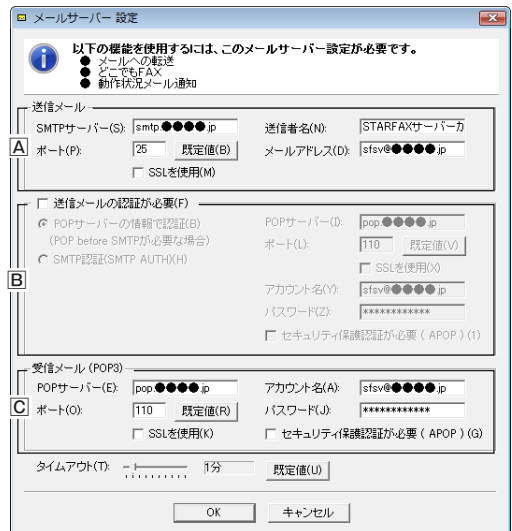 メールサーバー 設定
以下の機能を使用するには、このメールサーバー設定が必要です。
● メールへの転送
● どこでもFAX
● 動作状況メール通知
送信メール
A
SMTPサーバー(S): smtp.●●●●.jp 送信者名(N): STARFAXサーバーカ
ポート(P): 25 既定値(B) メールアドレス(D): sfsv@●●●●.jp
SSLを使用(M)
B
送信メールの認証が必要(F)
POPサーバーの情報で認証(B) POPサーバー(I): pop.●●●●.jp
(POP before SMTPが必要な場合) ポート(L): 110 既定値(V)
SMTP認証(SMTP AUTH)(H) SSLを使用(X)
アカウント名(Y): sfsv@●●●●.jp
パスワード(Z): ************
セキュリティ保護認証が必要 ( APOP ) (1)
受信メール (POP3)
C
POPサーバー(E): pop.●●●●.jp アカウント名(A): sfsv@●●●●.jp
ポート(O): 110 既定値(R) パスワード(J): ************
SSLを使用(K) セキュリティ保護認証が必要 ( APOP ) (G)
タイムアウト(T): 1分 既定値(U)
OK キャンセル